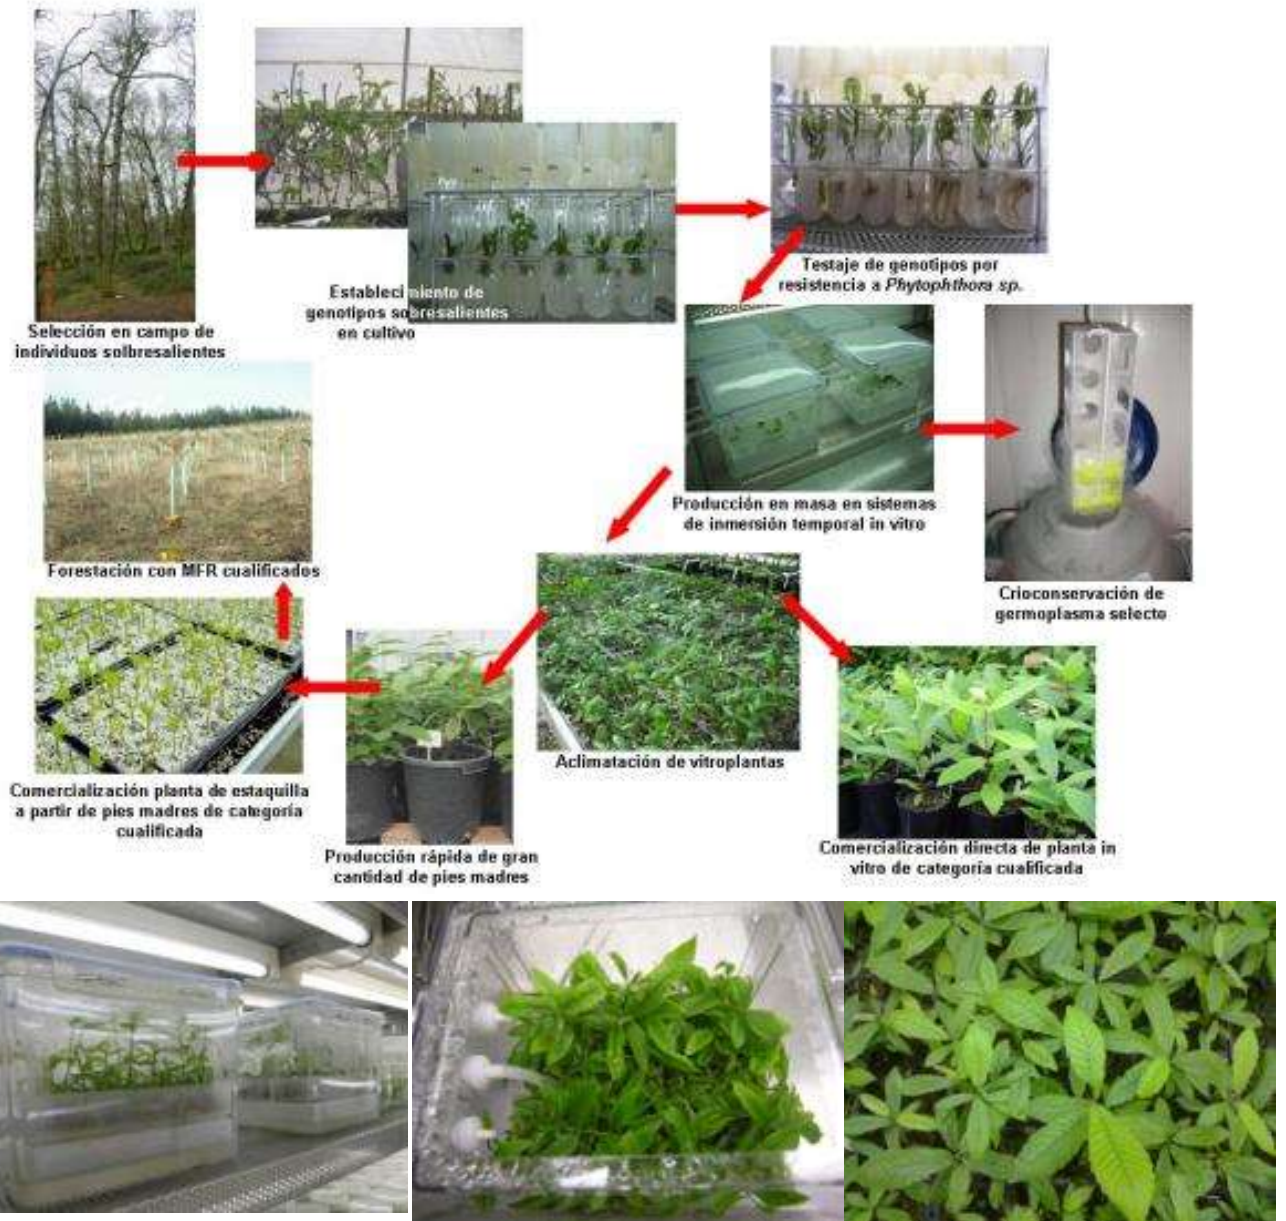 Selección en campo de
individuos solbresalientes
Establecimiento de
genotipos sobresalientes
en cultivo
Testaje de genotipos por
resistencia a Phytophthora sp.
Producción en masa en sistemas
de inmersión temporal in vitro
Crioconservación de
germoplasma selecto
Forestación con MFR cualificados
Aclimatación de vitroplantas
Comercialización planta de estaquilla
a partir de pies madres de categoría
cualificada
Producción rápida de gran
cantidad de pies madres
Comercialización directa de planta in
vitro de categoría cualificada